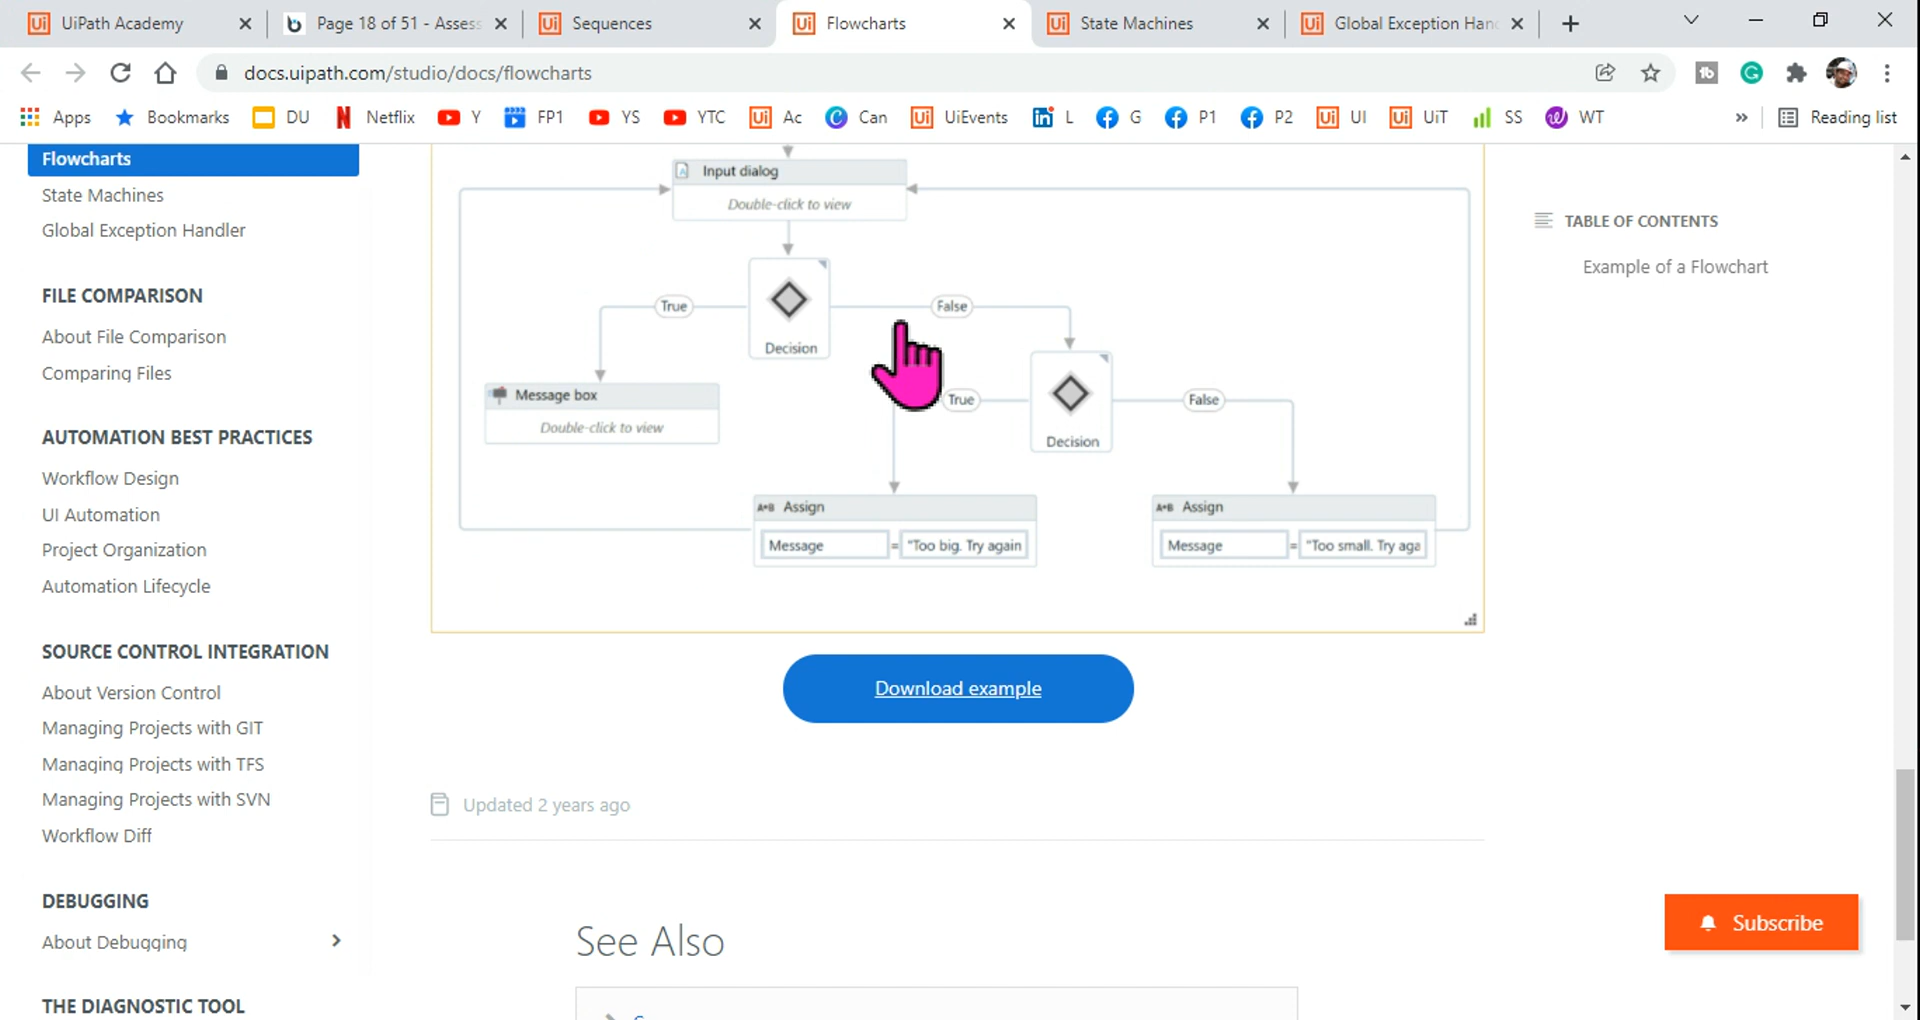 UiPath Academy
Page 18 of 51 - Assess
Sequences
Flowcharts
State Machines
Global Exception Hand
docs.uipath.com/studio/docs/flowcharts
Apps
Bookmarks
DU
Netflix
Y
FP1
YS
YTC
Ac
Can
UiEvents
L
G
P1
P2
UI
UiT
SS
WT
»
Reading list
Flowcharts
State Machines
Global Exception Handler
FILE COMPARISON
About File Comparison
Comparing Files
AUTOMATION BEST PRACTICES
Workflow Design
UI Automation
Project Organization
Automation Lifecycle
SOURCE CONTROL INTEGRATION
About Version Control
Managing Projects with GIT
Managing Projects with TFS
Managing Projects with SVN
Workflow Diff
DEBUGGING
About Debugging
THE DIAGNOSTIC TOOL
Input dialog
Double-click to view
True
False
Decision
Message box
Double-click to view
True
False
Decision
A+B Assign
Message = "Too big. Try again
A+B Assign
Message = "Too small. Try aga
Download example
Updated 2 years ago
See Also
TABLE OF CONTENTS
Example of a Flowchart
Subscribe